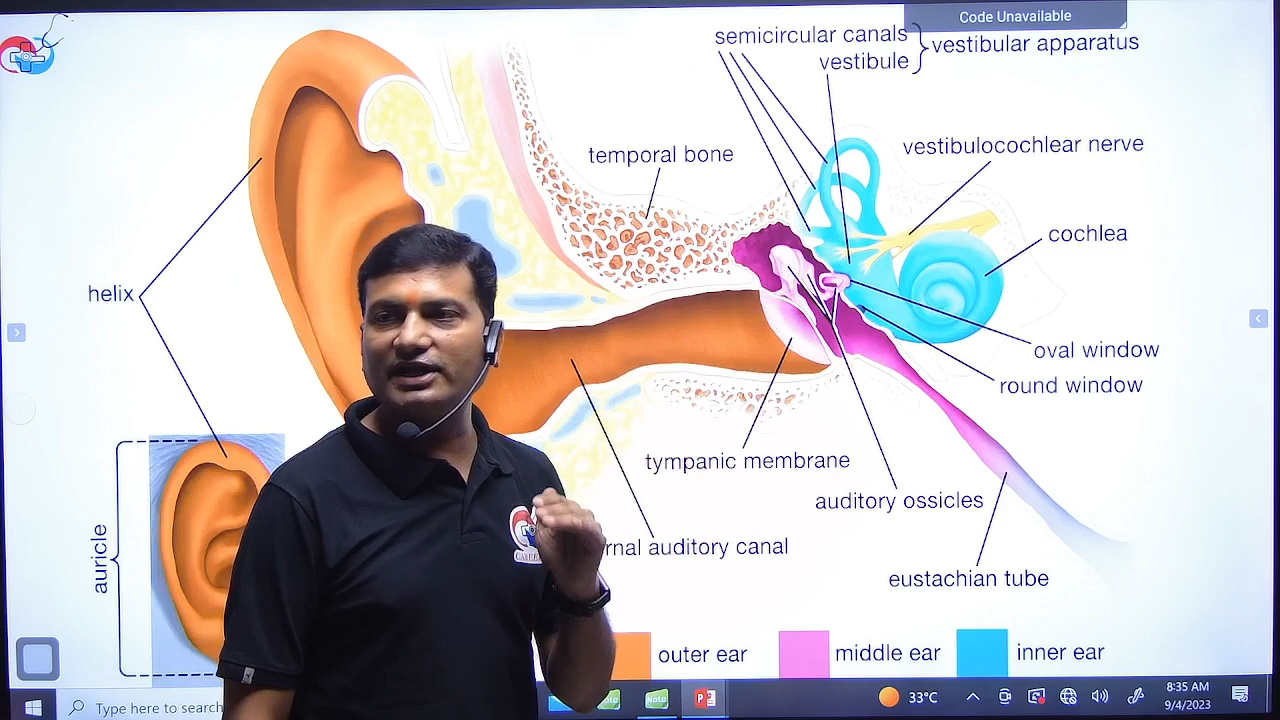 Code Unavailable
semicircular canals
vestibule
vestibular apparatus
temporal bone
vestibulocochlear nerve
cochlea
helix
oval window
round window
tympanic membrane
auditory ossicles
auricle
rnal auditory canal
eustachian tube
outer ear
middle ear
inner ear
Type here to search
Note
Note
33°C
8:35 AM
9/4/2023